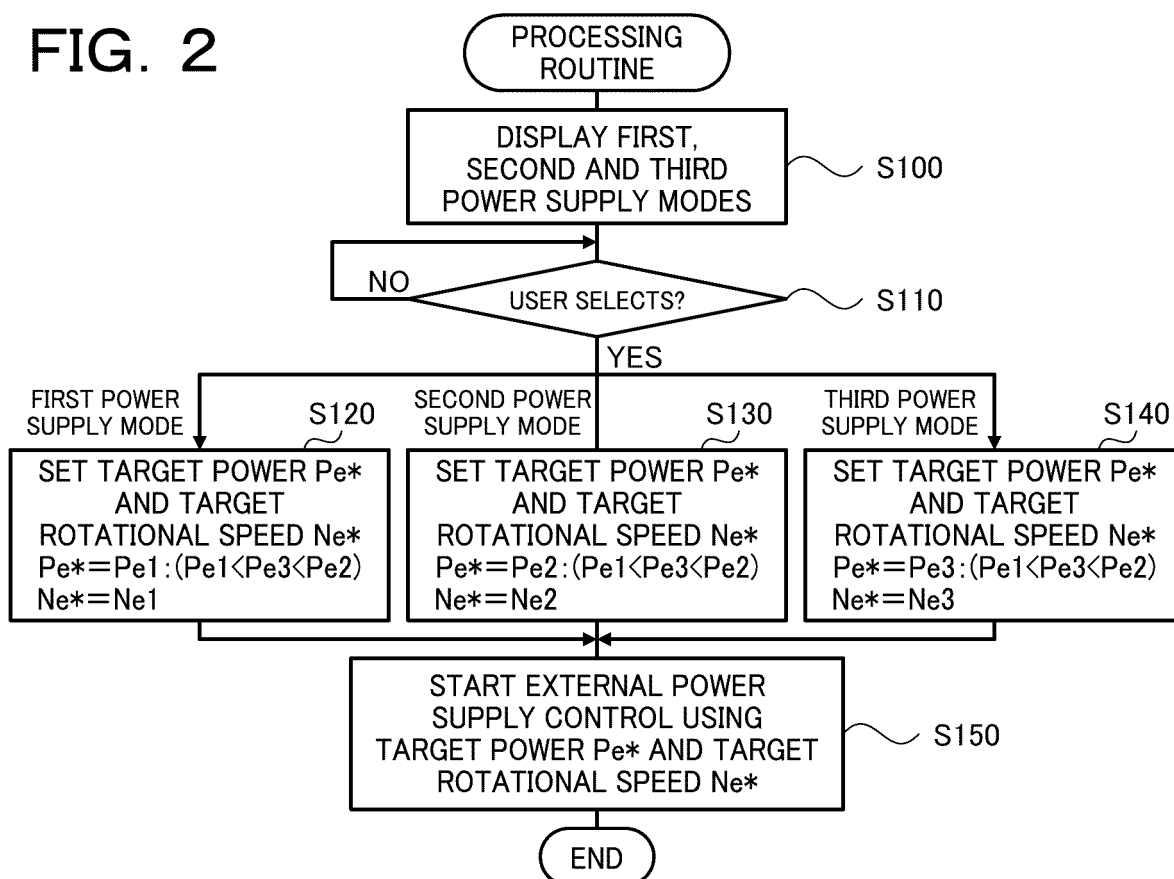 FIG. 2
PROCESSING
ROUTINE
DISPLAY FIRST,
SECOND AND THIRD
POWER SUPPLY MODES
S100
NO
USER SELECTS?
S110
YES
FIRST POWER
SUPPLY MODE
S120
SECOND POWER
SUPPLY MODE
S130
THIRD POWER
SUPPLY MODE
S140
SET TARGET POWER Pe*
AND TARGET
ROTATIONAL SPEED Ne*
Pe*=Pe1:(Pe1<Pe3<Pe2)
Ne*=Ne1
SET TARGET POWER Pe*
AND TARGET
ROTATIONAL SPEED Ne*
Pe*=Pe2:(Pe1<Pe3<Pe2)
Ne*=Ne2
SET TARGET POWER Pe*
AND TARGET
ROTATIONAL SPEED Ne*
Pe*=Pe3:(Pe1<Pe3<Pe2)
Ne*=Ne3
START EXTERNAL POWER
SUPPLY CONTROL USING
TARGET POWER Pe* AND TARGET
ROTATIONAL SPEED Ne*
S150
END